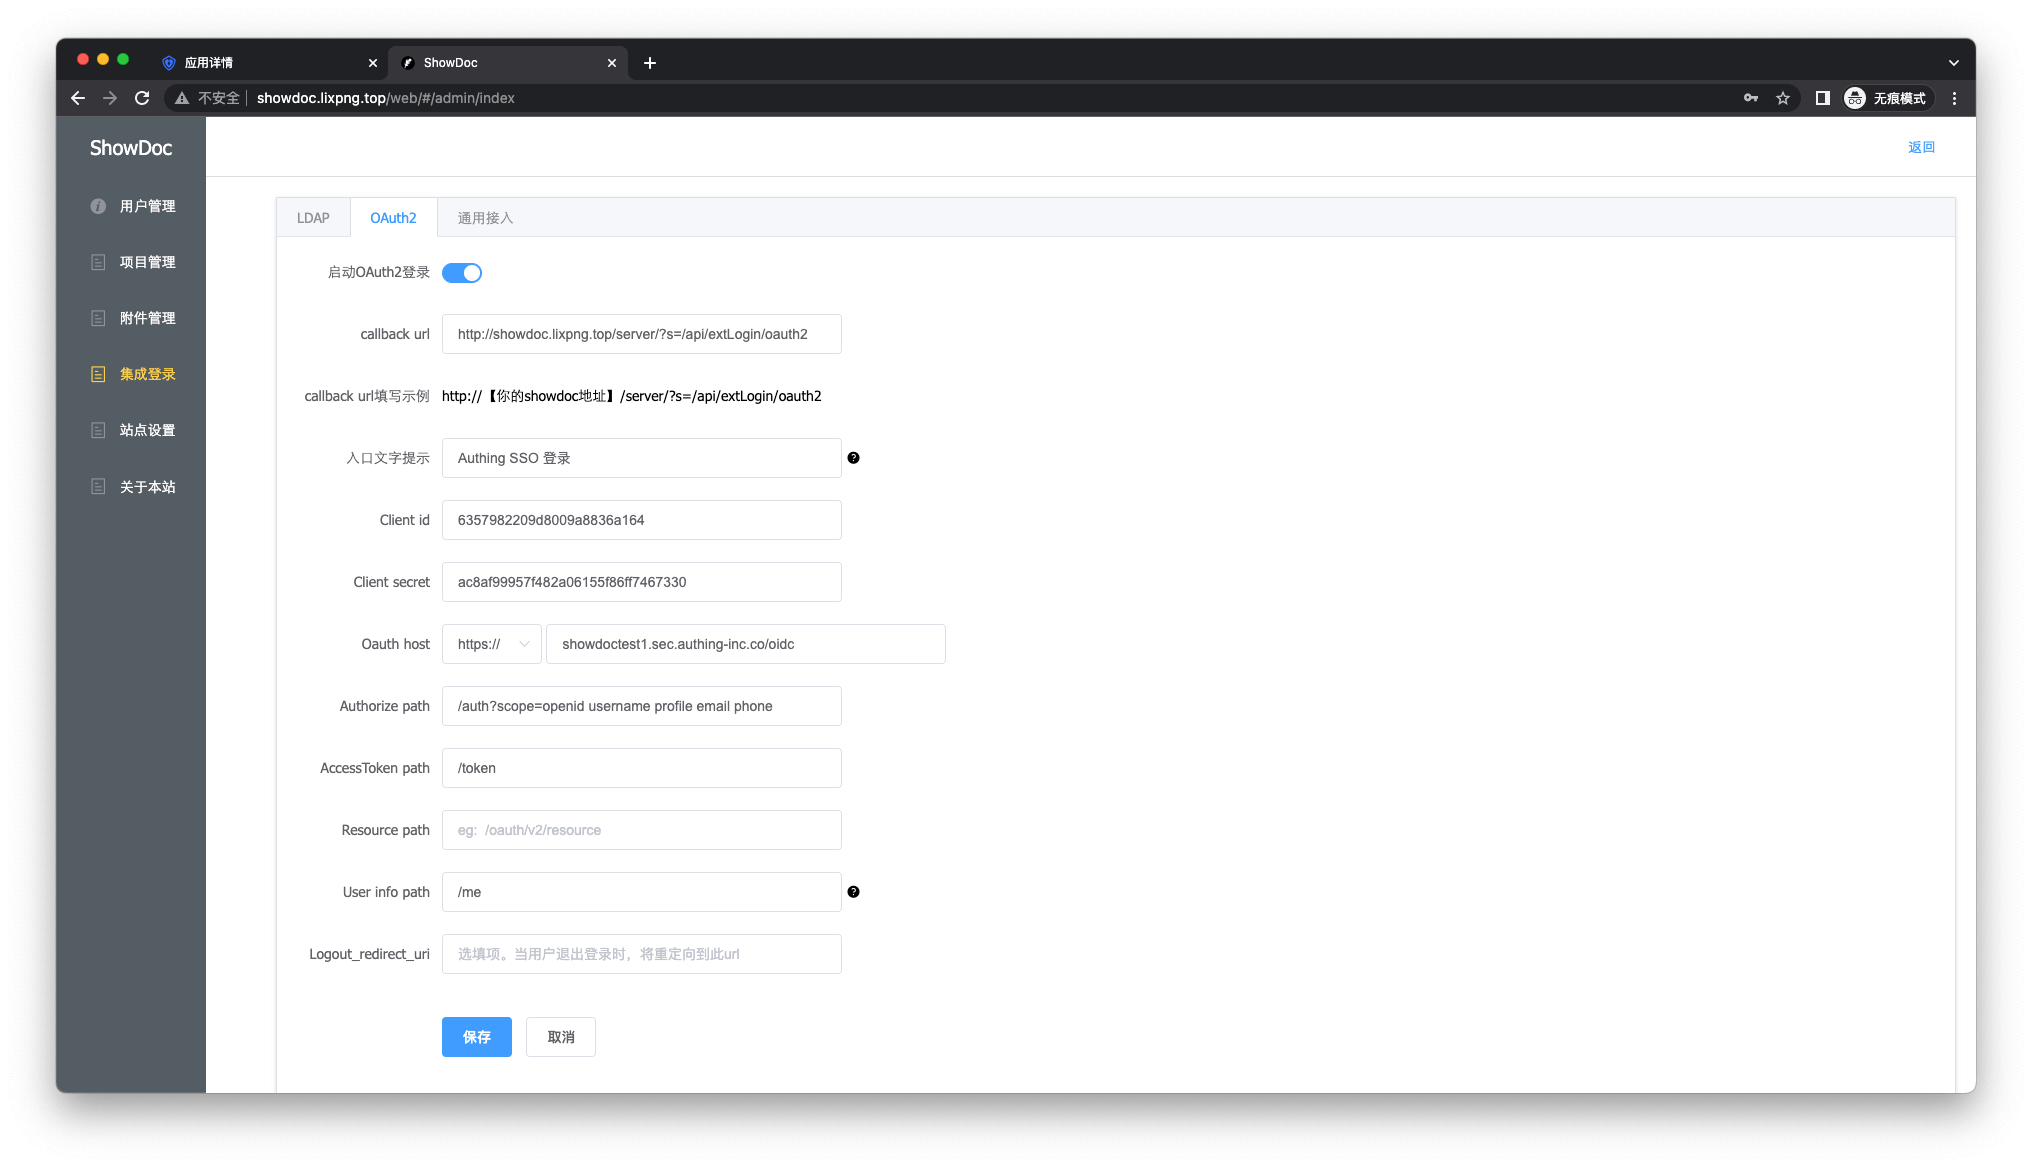 应用详情
ShowDoc
不安全 showdoc.lixpng.top/web/#/admin/index
无痕模式
ShowDoc
返回
用户管理
项目管理
附件管理
集成登录
站点设置
关于本站
LDAP OAuth2 通用接入
启动OAuth2登录
callback url http://showdoc.lixpng.top/server/?s=/api/extLogin/oauth2
callback url填写示例 http://【你的showdoc地址】/server/?s=/api/extLogin/oauth2
入口文字提示 Authing SSO 登录
Client id 6357982209d8009a8836a164
Client secret ac8af99957f482a06155f86ff7467330
Oauth host https:// showdoctest1.sec.authing-inc.co/oidc
Authorize path /auth?scope=openid username profile email phone
AccessToken path /token
Resource path eg: /oauth/v2/resource
User info path /me
Logout_redirect_uri 选填项。当用户退出登录时，将重定向到此url
保存 取消